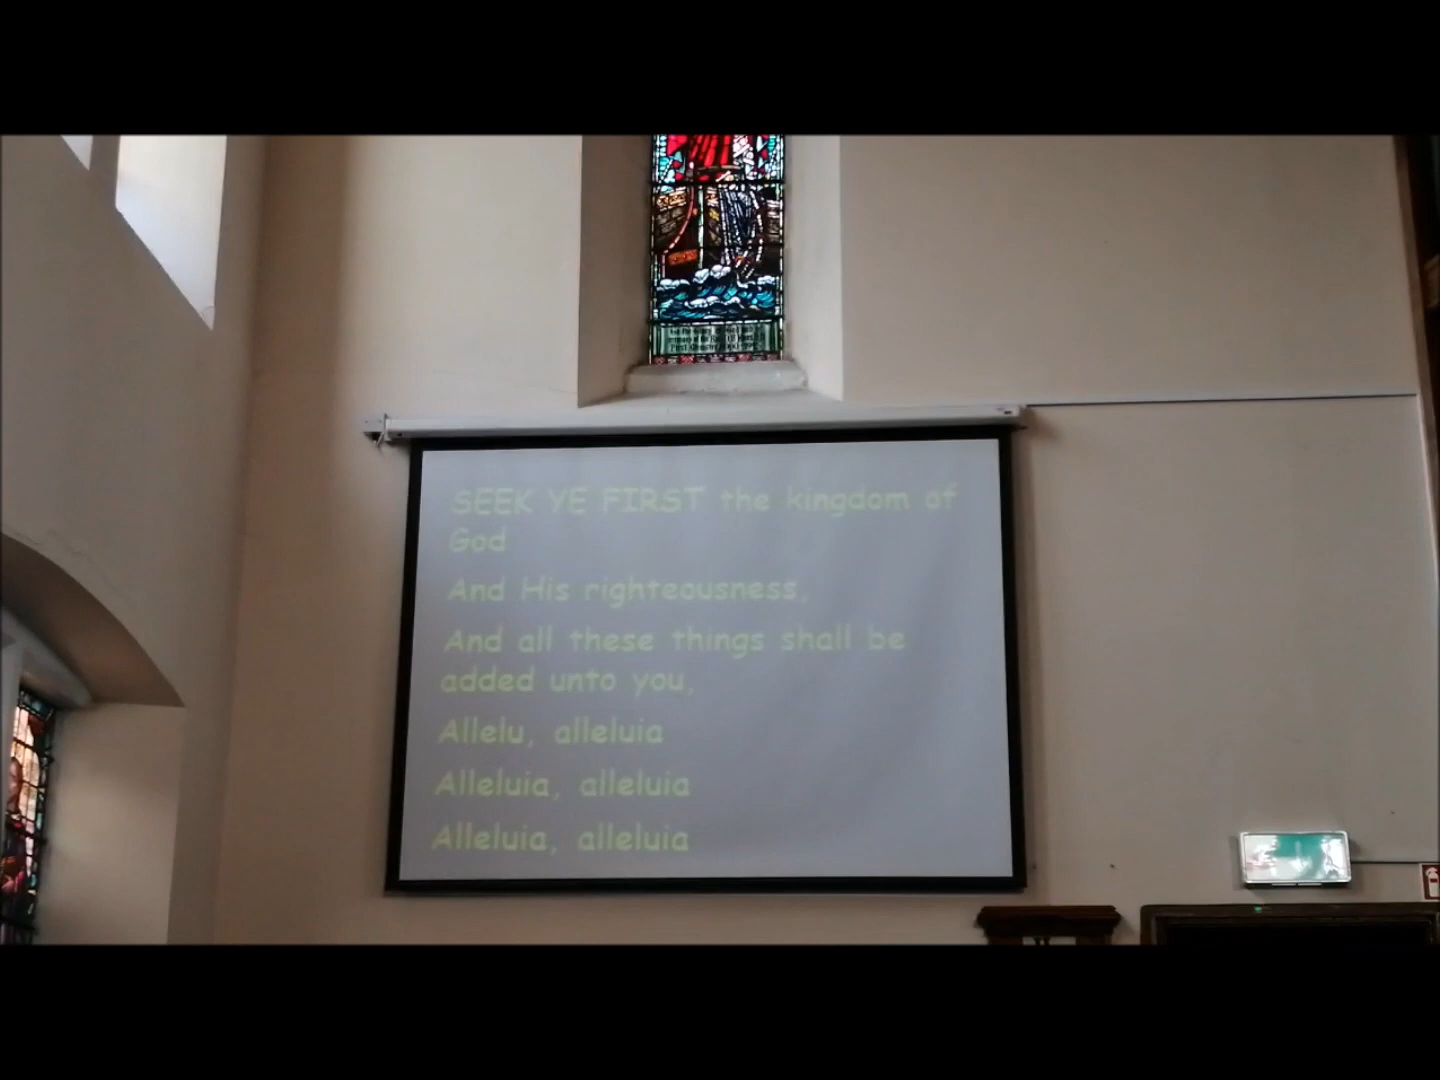 SEEK YE FIRST the kingdom of
God
And His righteousness,
And all these things shall be
added unto you,
Allelu, alleluia
Alleluia, alleluia
Alleluia, alleluia